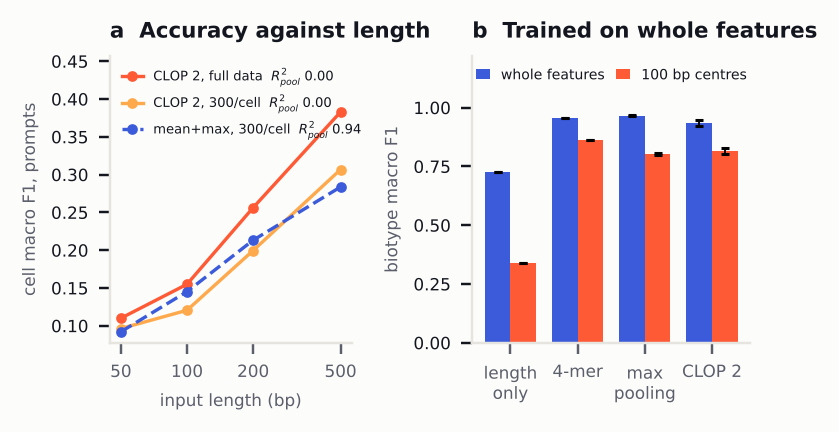 a Accuracy against length
0.45
0.40
0.35
0.30
0.25
0.20
0.15
0.10
cell macro F1, prompts
CLOP 2, full data R²pool 0.00
CLOP 2, 300/cell R²pool 0.00
mean+max, 300/cell R²pool 0.94
50 100 200 500
input length (bp)
b Trained on whole features
whole features 100 bp centres
1.00
0.75
0.50
0.25
0.00
biotype macro F1
length only
4-mer
max pooling
CLOP 2